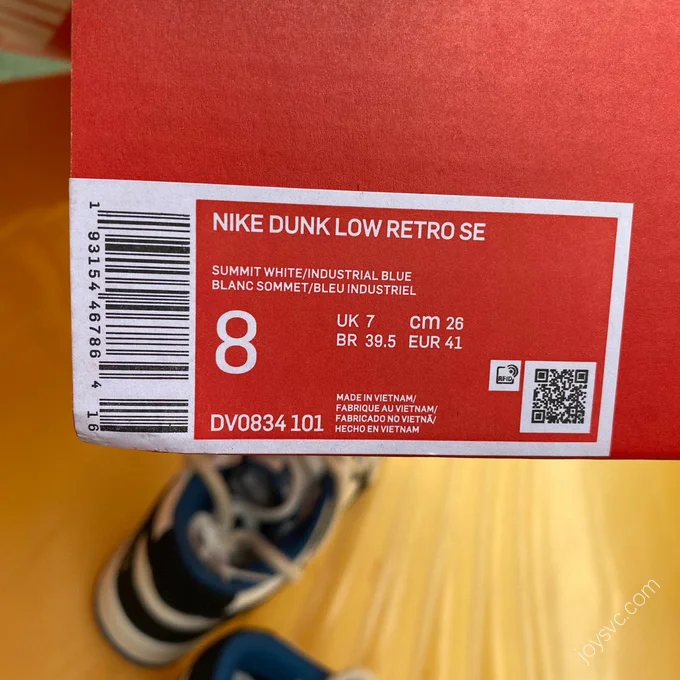 NIKE DUNK LOW RETRO SE
SUMMIT WHITE/INDUSTRIAL BLUE
BLANC SOMMET/BLEU INDUSTRIEL
8
UK 7 cm 26
BR 39.5 EUR 41
RFID
MADE IN VIETNAM/
FABRIQUE AU VIETNAM/
FABRICADO NO VIETNÃ/
HECHO EN VIETNAM
DV0834 101
1 93154 46786 4 16
joysvc.com